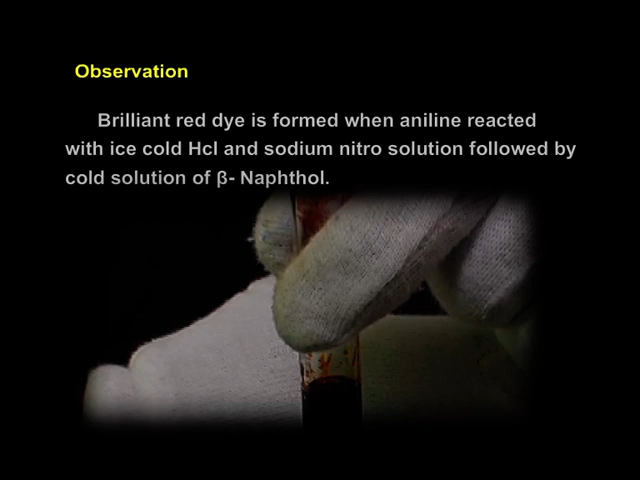 Observation
Brilliant red dye is formed when aniline reacted
with ice cold Hcl and sodium nitro solution followed by
cold solution of β- Naphthol.